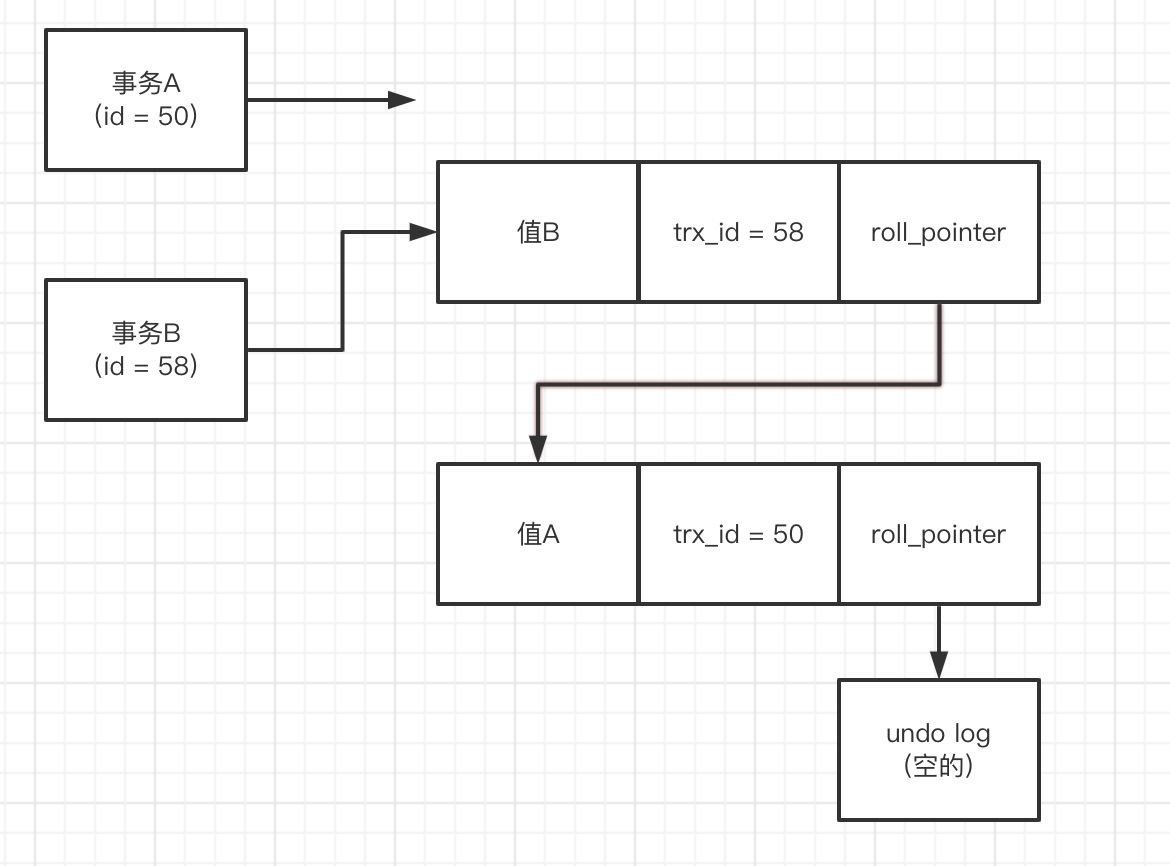 事务A
(id = 50)
值B
trx_id = 58
roll_pointer
事务B
(id = 58)
值A
trx_id = 50
roll_pointer
undo log
(空的)